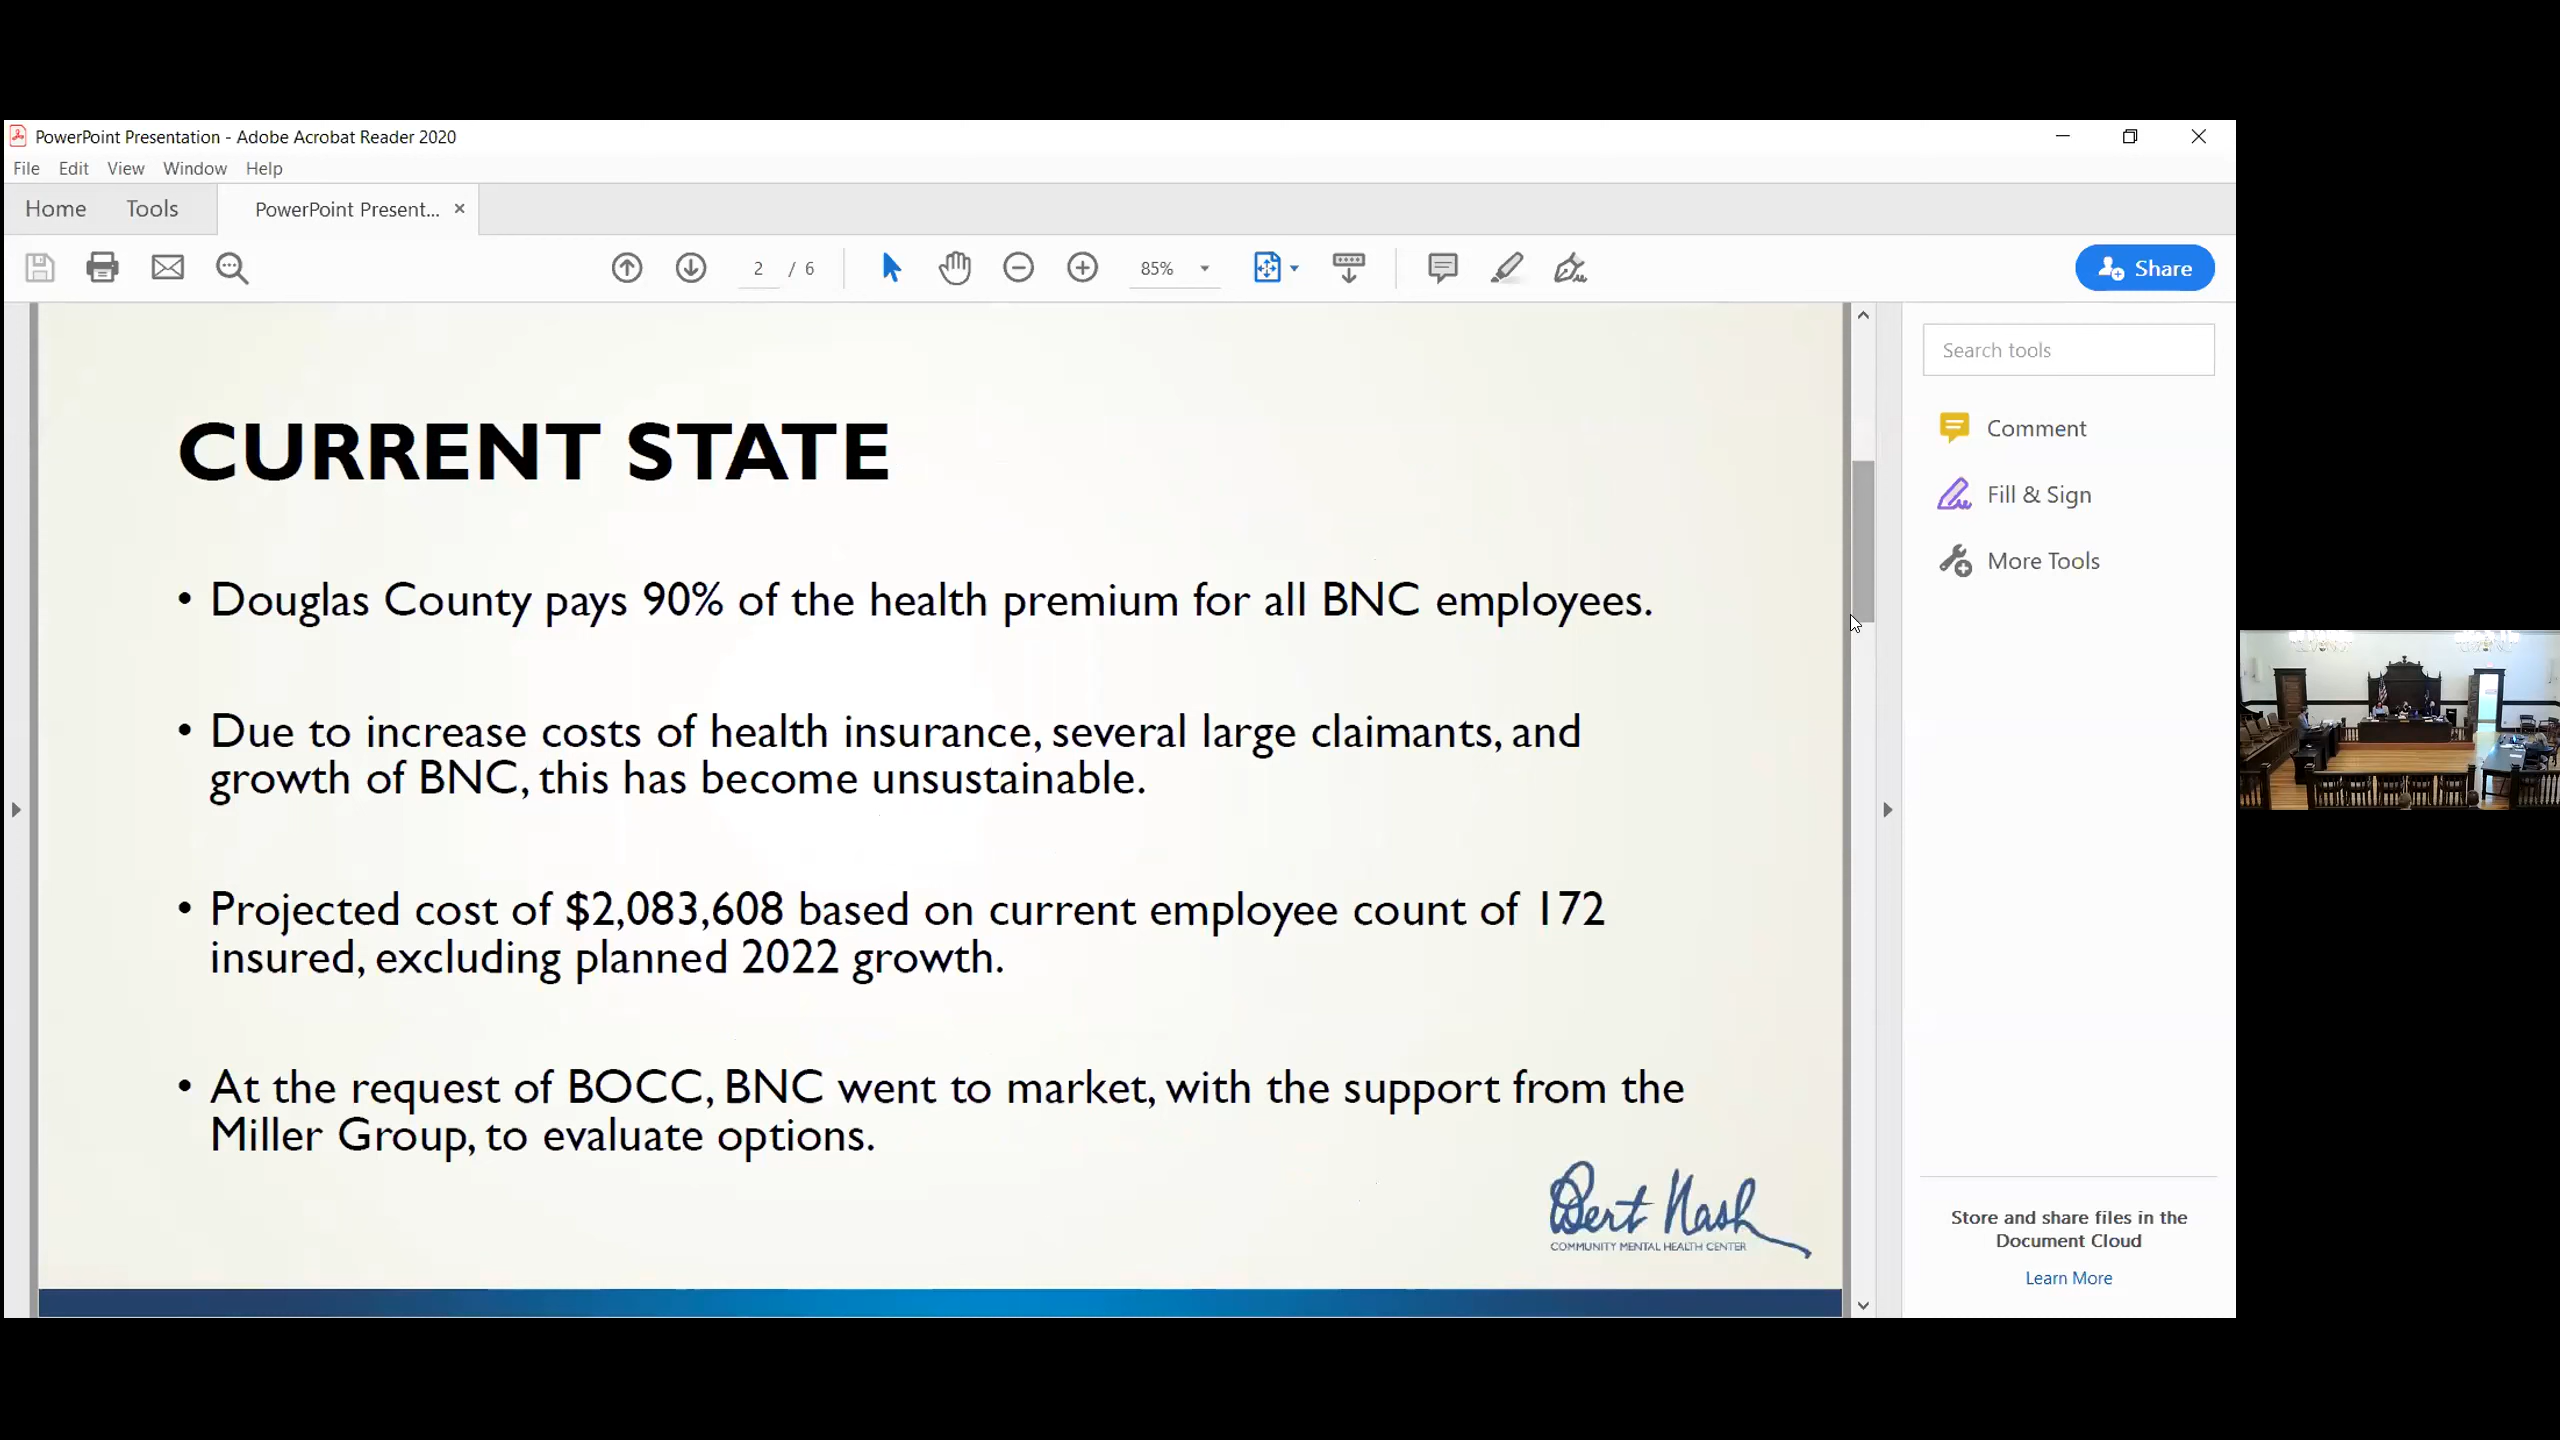 PowerPoint Presentation - Adobe Acrobat Reader 2020
File Edit View Window Help
Home Tools PowerPoint Present...
2 / 6 85% Share
Search tools
Comment
Fill & Sign
More Tools
CURRENT STATE
• Douglas County pays 90% of the health premium for all BNC employees.
• Due to increase costs of health insurance, several large claimants, and
growth of BNC, this has become unsustainable.
• Projected cost of $2,083,608 based on current employee count of 172
insured, excluding planned 2022 growth.
• At the request of BOCC, BNC went to market, with the support from the
Miller Group, to evaluate options.
Bert Nash
COMMUNITY MENTAL HEALTH CENTER
Store and share files in the
Document Cloud
Learn More